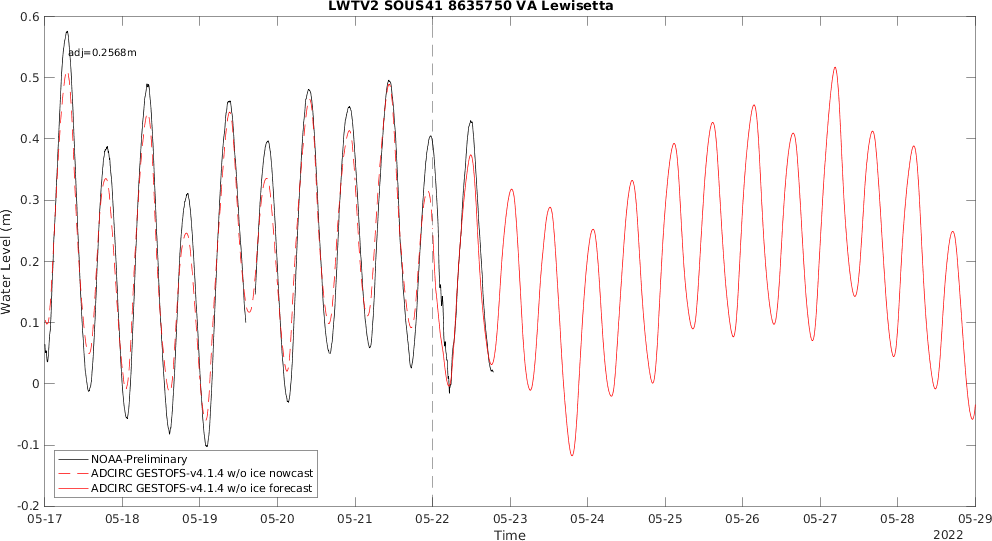 LWTV2 SOUS41 8635750 VA Lewisetta
adj=0.2568m
0.6
0.5
0.4
0.3
0.2
0.1
0
-0.1
-0.2
Water Level (m)
NOAA-Preliminary
ADCIRC GESTOFS-v4.1.4 w/o ice nowcast
ADCIRC GESTOFS-v4.1.4 w/o ice forecast
05-17 05-18 05-19 05-20 05-21 05-22 05-23 05-24 05-25 05-26 05-27 05-28 05-29
Time
2022